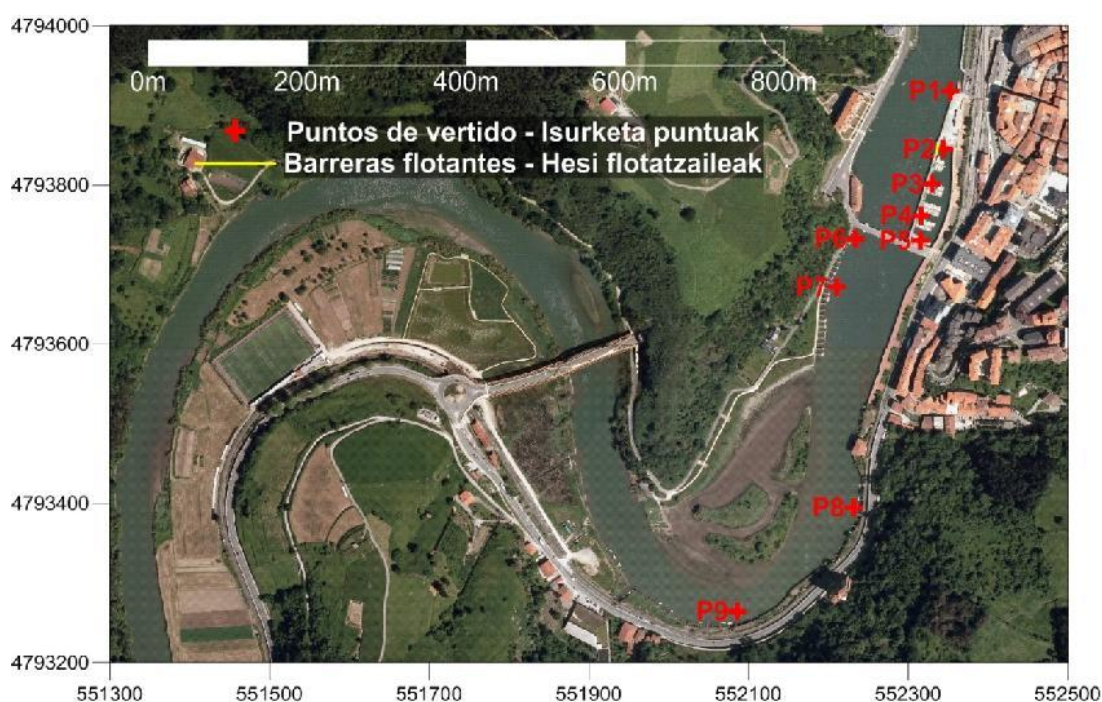 4794000
0m 200m 400m 600m 800m
P1
Puntos de vertido - Isurketa puntuak
P2
Barreras flotantes - Hesi flotatzaileak
4793800
P3
P4
P6 P5
P7
4793600
4793400
P8
P9
4793200
551300 551500 551700 551900 552100 552300 552500